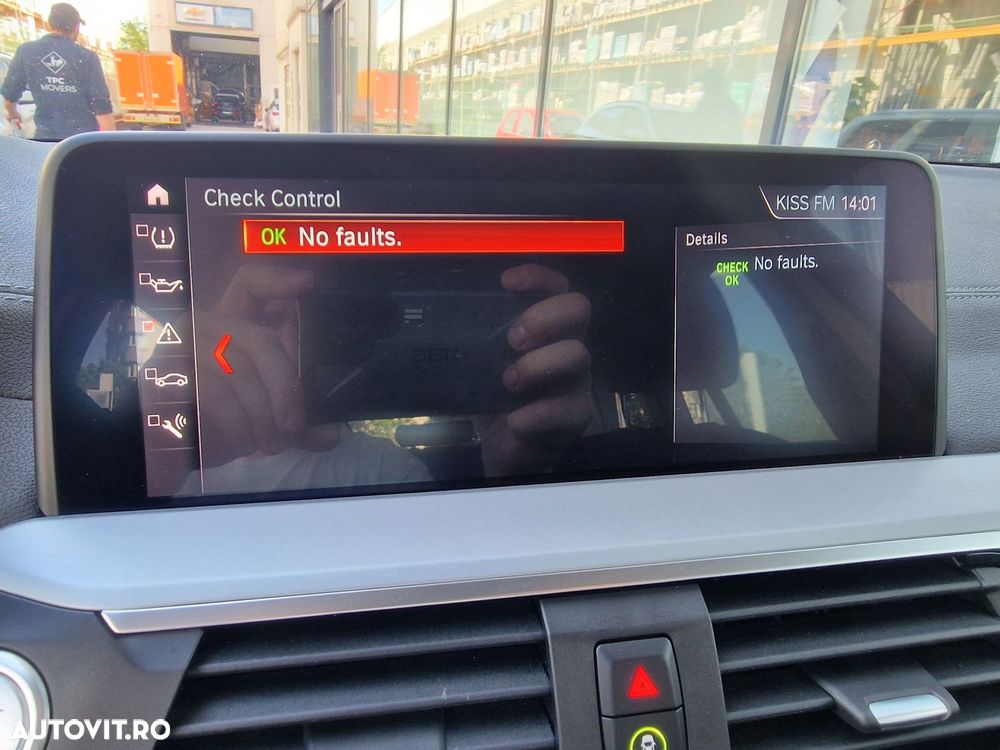 TPC
MOVERS
Check Control
KISS FM 14:01
OK No faults.
Details
CHECK
OK
No faults.
AUTOVIT.RO